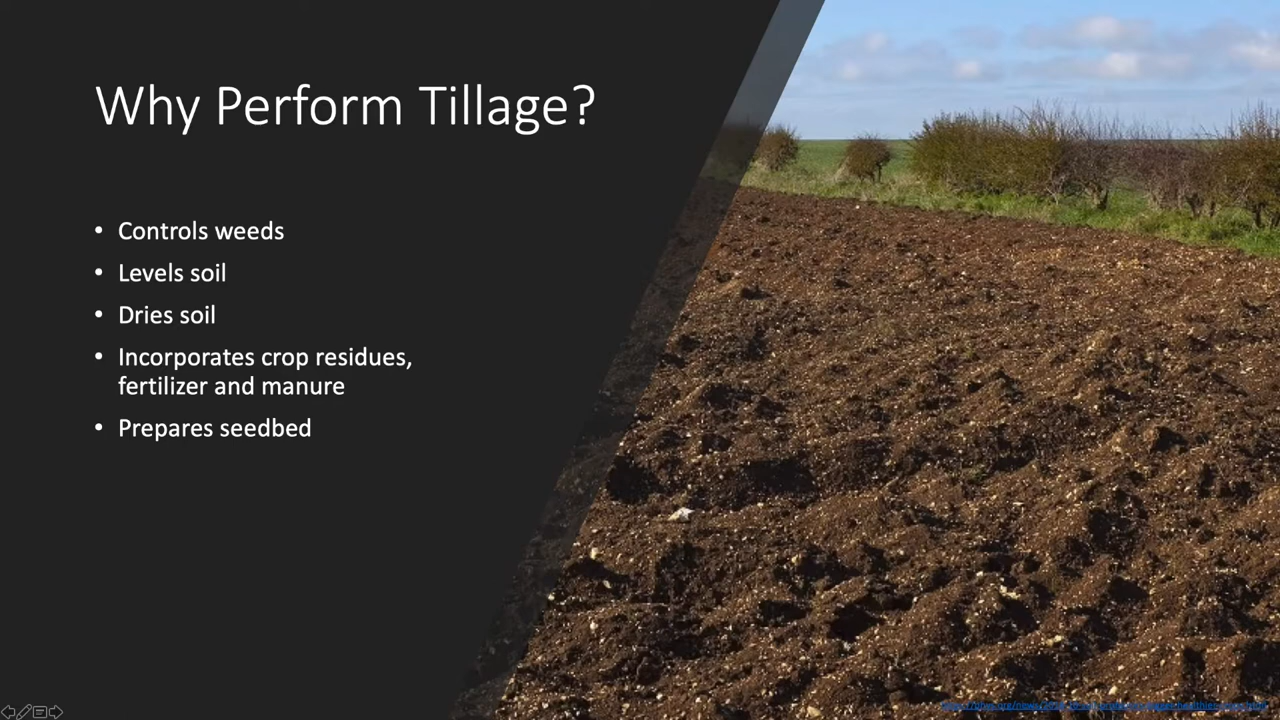 Why Perform Tillage?
• Controls weeds
• Levels soil
• Dries soil
• Incorporates crop residues,
fertilizer and manure
• Prepares seedbed